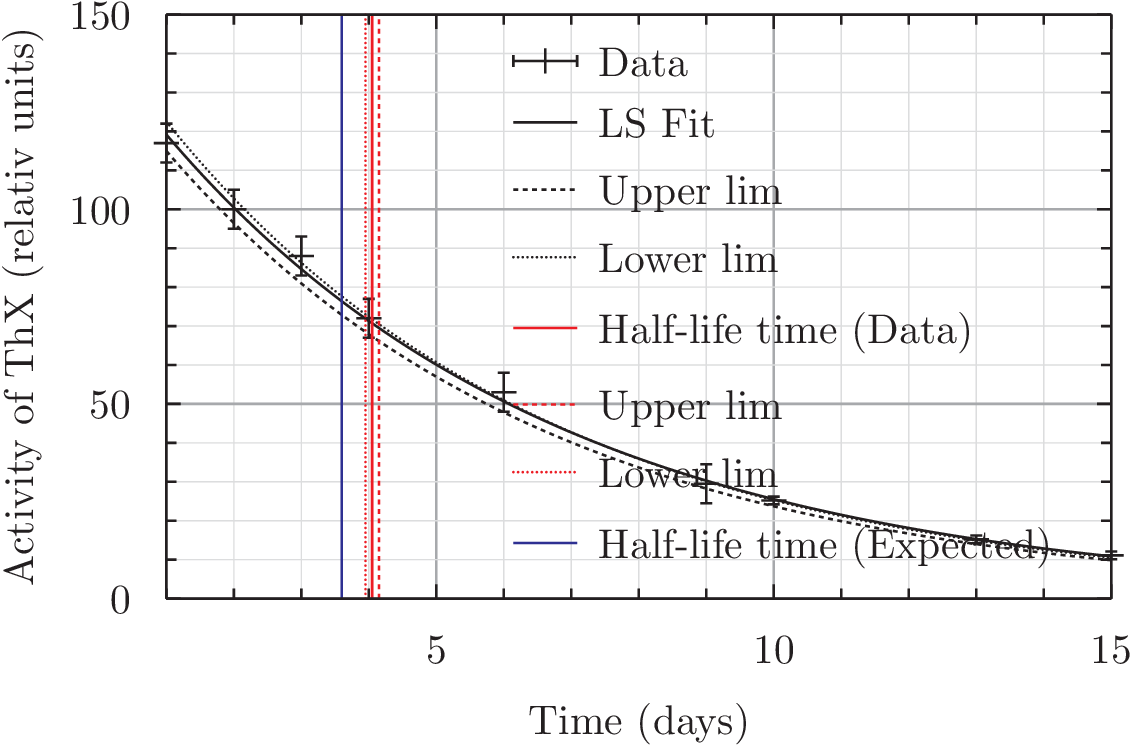 150
100
50
0
Activity of ThX (relativ units)
Data
LS Fit
Upper lim
Lower lim
Half-life time (Data)
Upper lim
Lower lim
Half-life time (Expected)
5
10
15
Time (days)